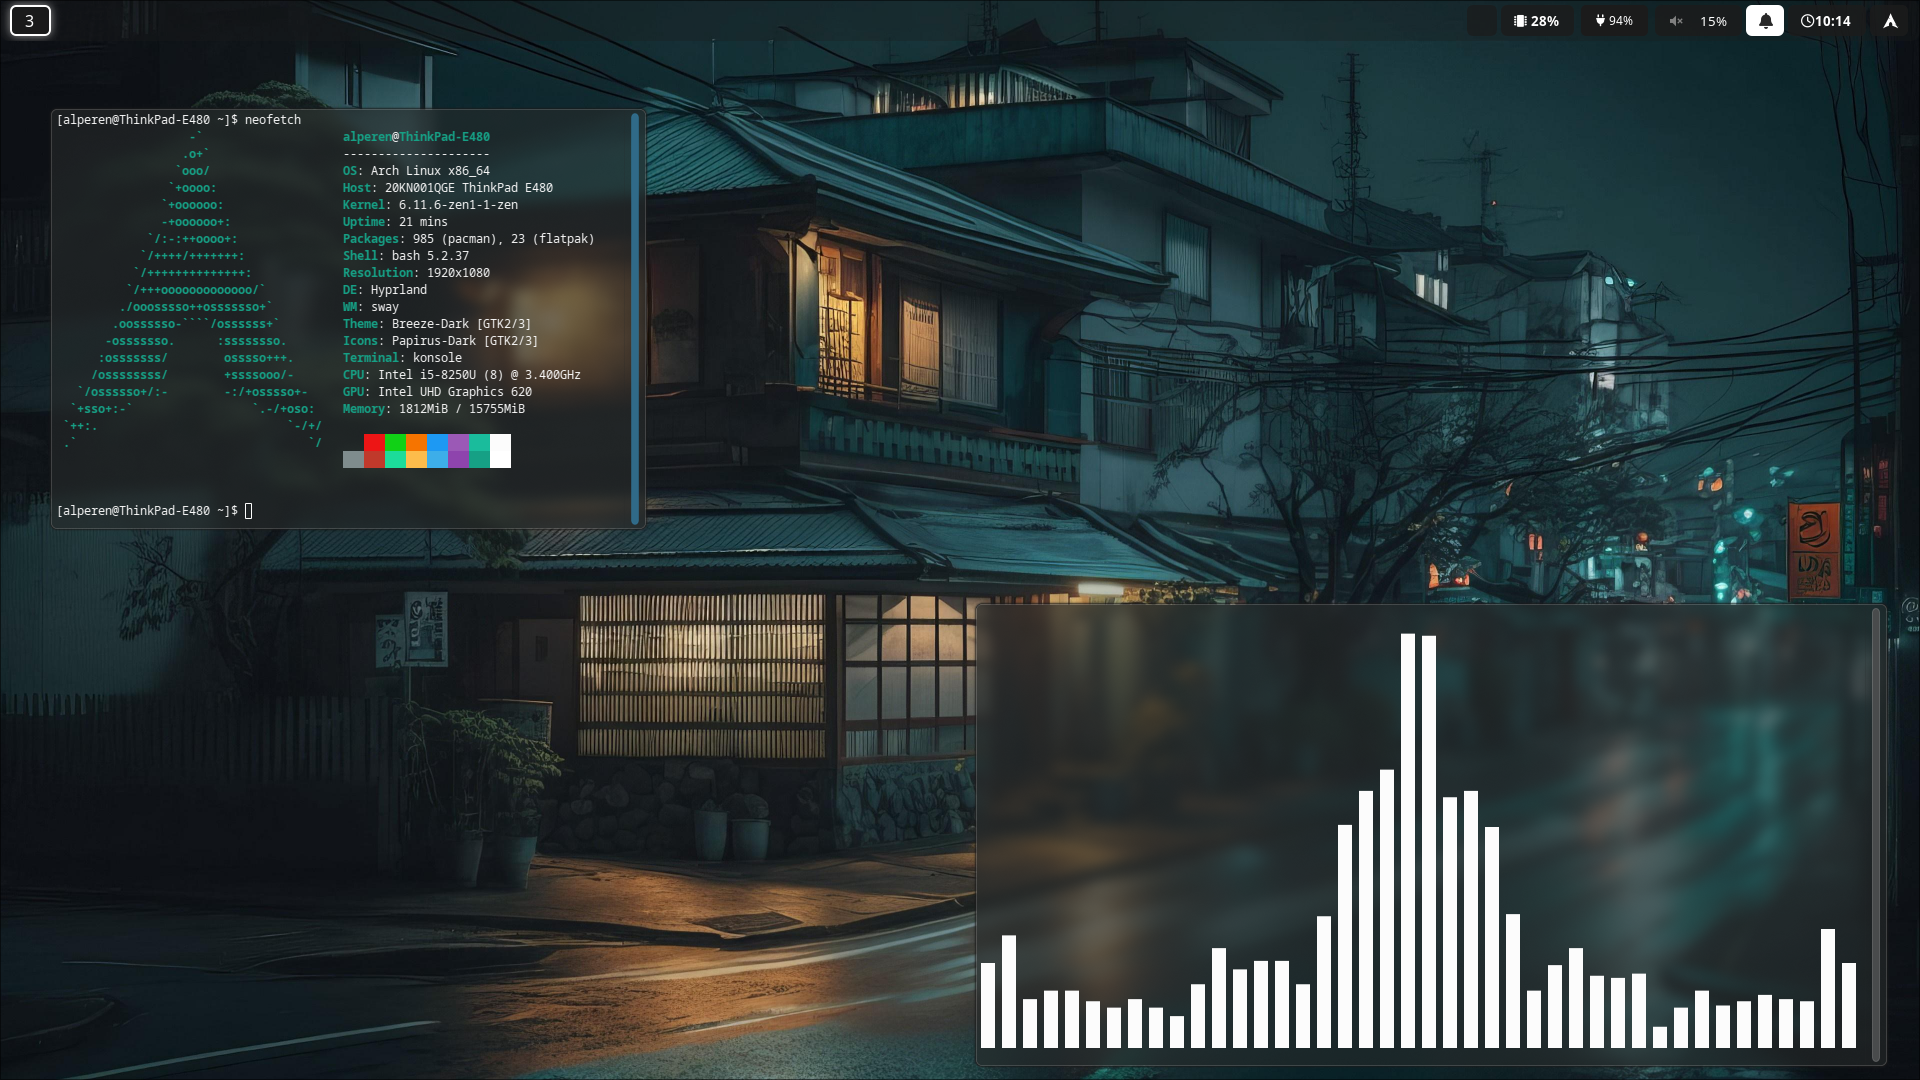 3
28%
94%
15%
10:14
[alperen@ThinkPad-E480 ~]$ neofetch
alperen@ThinkPad-E480
---------------------
OS: Arch Linux x86_64
Host: 20KN001QGE ThinkPad E480
Kernel: 6.11.6-zen1-1-zen
Uptime: 21 mins
Packages: 985 (pacman), 23 (flatpak)
Shell: bash 5.2.37
Resolution: 1920x1080
DE: Hyprland
WM: sway
Theme: Breeze-Dark [GTK2/3]
Icons: Papirus-Dark [GTK2/3]
Terminal: konsole
CPU: Intel i5-8250U (8) @ 3.400GHz
GPU: Intel UHD Graphics 620
Memory: 1812MiB / 15755MiB
[alperen@ThinkPad-E480 ~]$